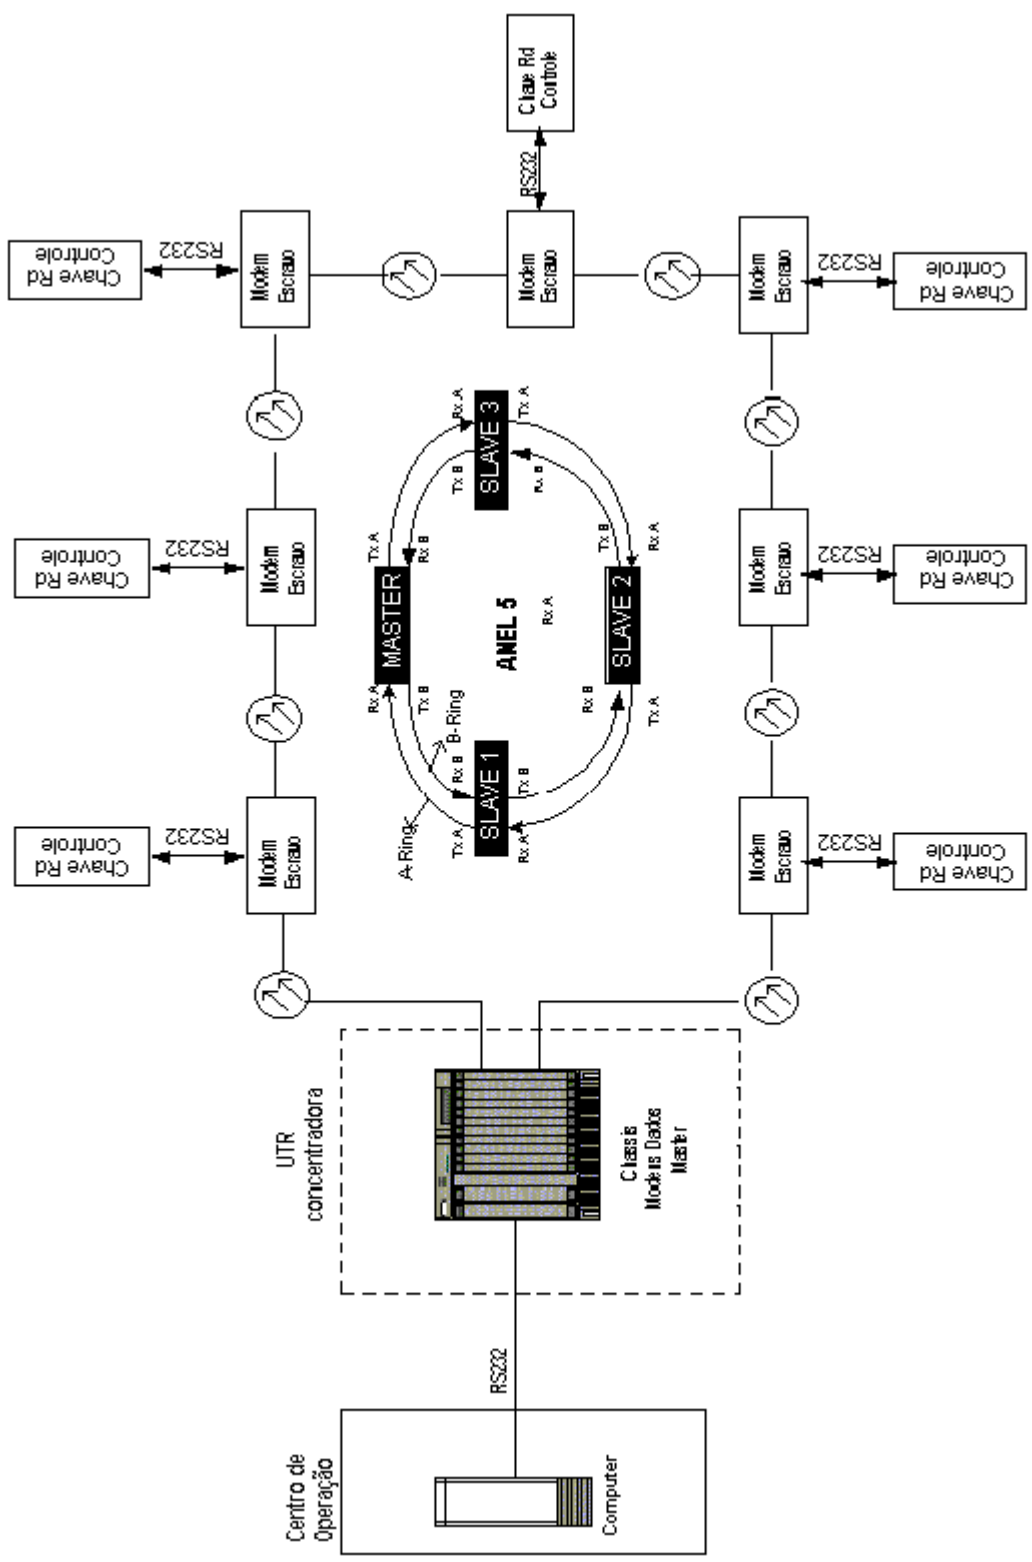 Centro de
Operação
Computer
RS232
UTR
concentradora
Chassis
Modens Dados
Master
Chave Rd
Controle
RS232
Modem
Escravo
Chave Rd
Controle
RS232
Modem
Escravo
Chave Rd
Controle
RS232
Modem
Escravo
Chave Rd
Controle
RS232
Modem
Escravo
Modem
Escravo
RS232
Chave Rd
Controle
Modem
Escravo
RS232
Chave Rd
Controle
Modem
Escravo
RS232
Chave Rd
Controle
ANEL 5
MASTER
Rx A
Tx B
Tx A
Rx B
A-Ring
B-Ring
SLAVE 1
Tx A
Rx B
Rx A
Tx B
SLAVE 2
Rx B
Tx A
Tx B
Rx A
SLAVE 3
Tx B
Rx A
Rx B
Tx A
Rx A